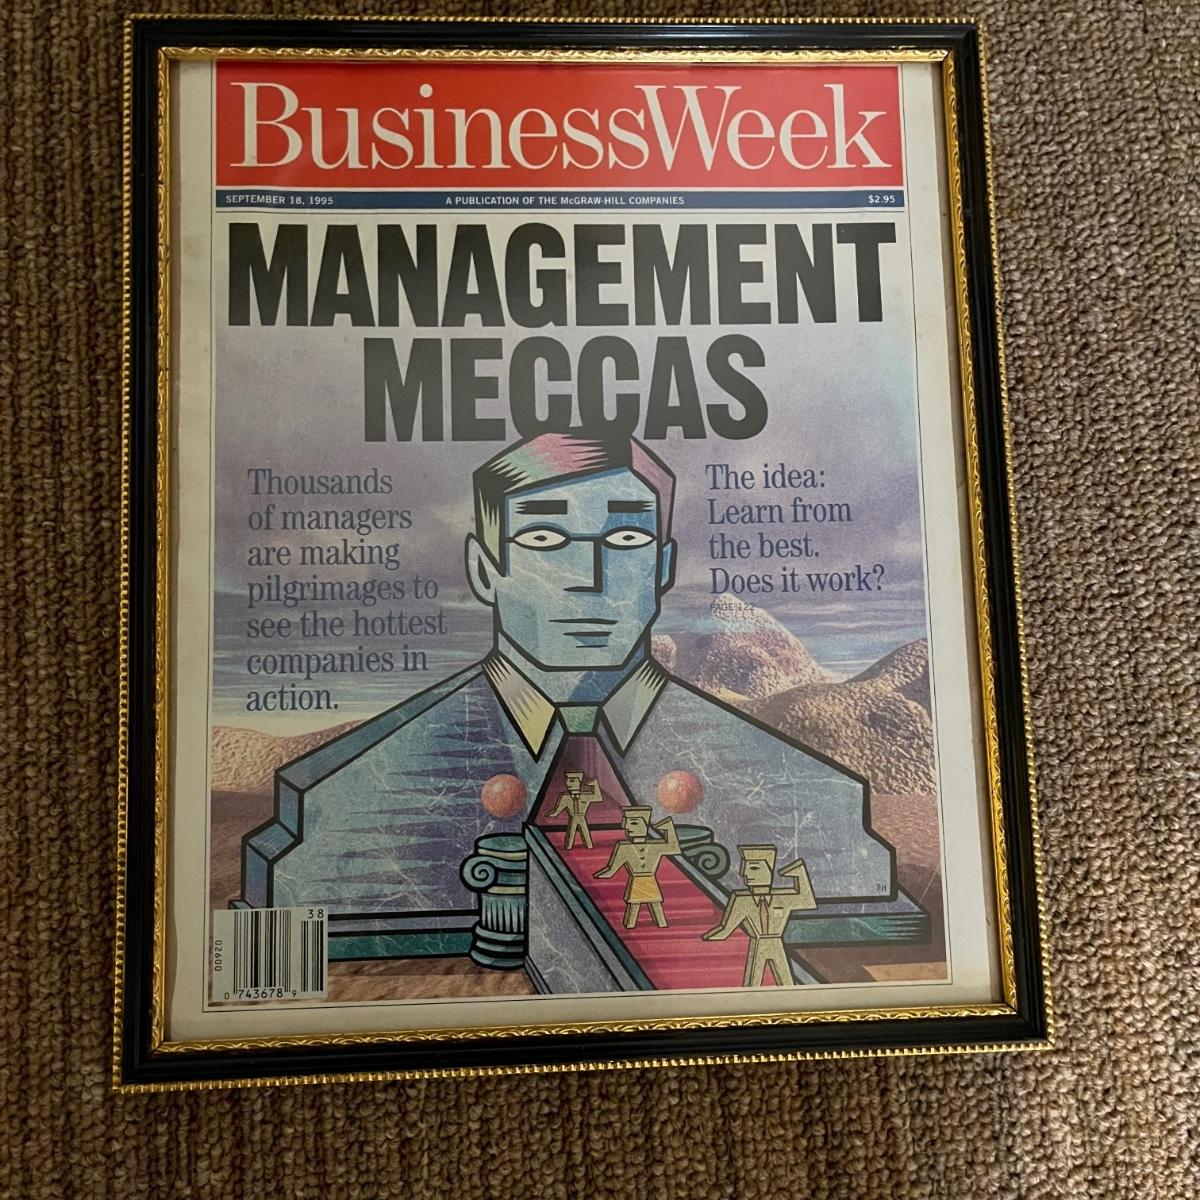 BusinessWeek
SEPTEMBER 18, 1995 A PUBLICATION OF THE McGRAW-HILL COMPANIES $2.95
MANAGEMENT
MECCAS
Thousands
of managers
are making
pilgrimages to
see the hottest
companies in
action.
The idea:
Learn from
the best.
Does it work?
PAGE 122
PH
38
00920
0 743678 9